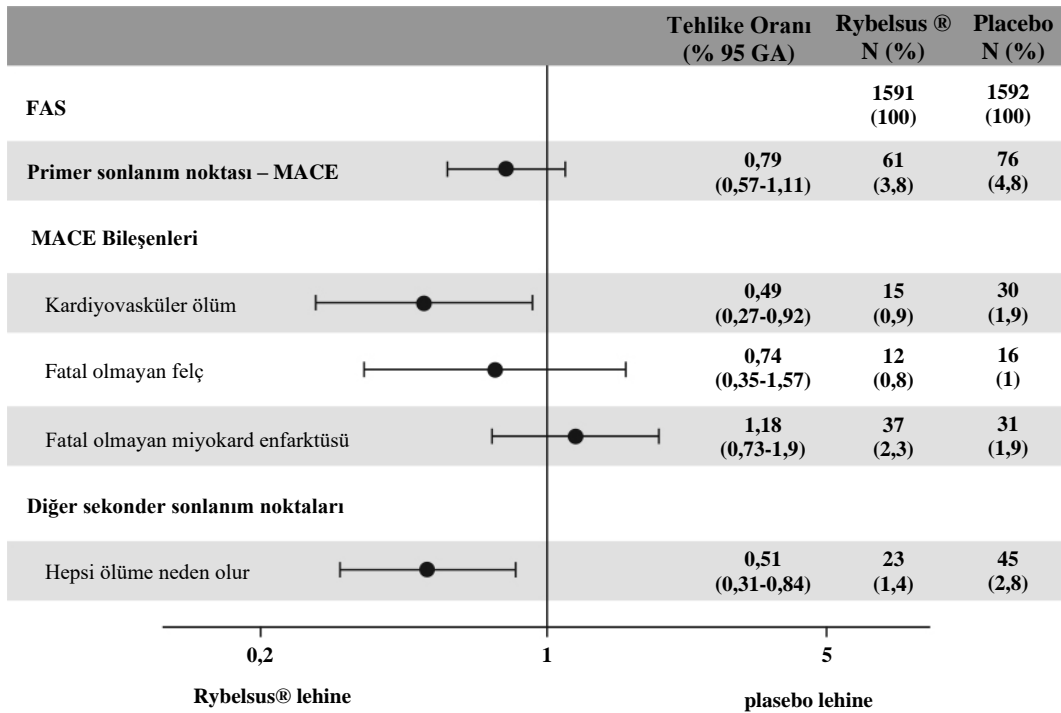 Tehlike Oranı Rybelsus ® Placebo
(% 95 GA) N (%) N (%)
FAS
1591 1592
(100) (100)
Primer sonlanım noktası – MACE
0,79 61 76
(0,57-1,11) (3,8) (4,8)
MACE Bileşenleri
Kardiyovasküler ölüm
0,49 15 30
(0,27-0,92) (0,9) (1,9)
Fatal olmayan felç
0,74 12 16
(0,35-1,57) (0,8) (1)
Fatal olmayan miyokard enfarktüsü
1,18 37 31
(0,73-1,9) (2,3) (1,9)
Diğer sekonder sonlanım noktaları
Hepsi ölüme neden olur
0,51 23 45
(0,31-0,84) (1,4) (2,8)
0,2 1 5
Rybelsus® lehine plasebo lehine